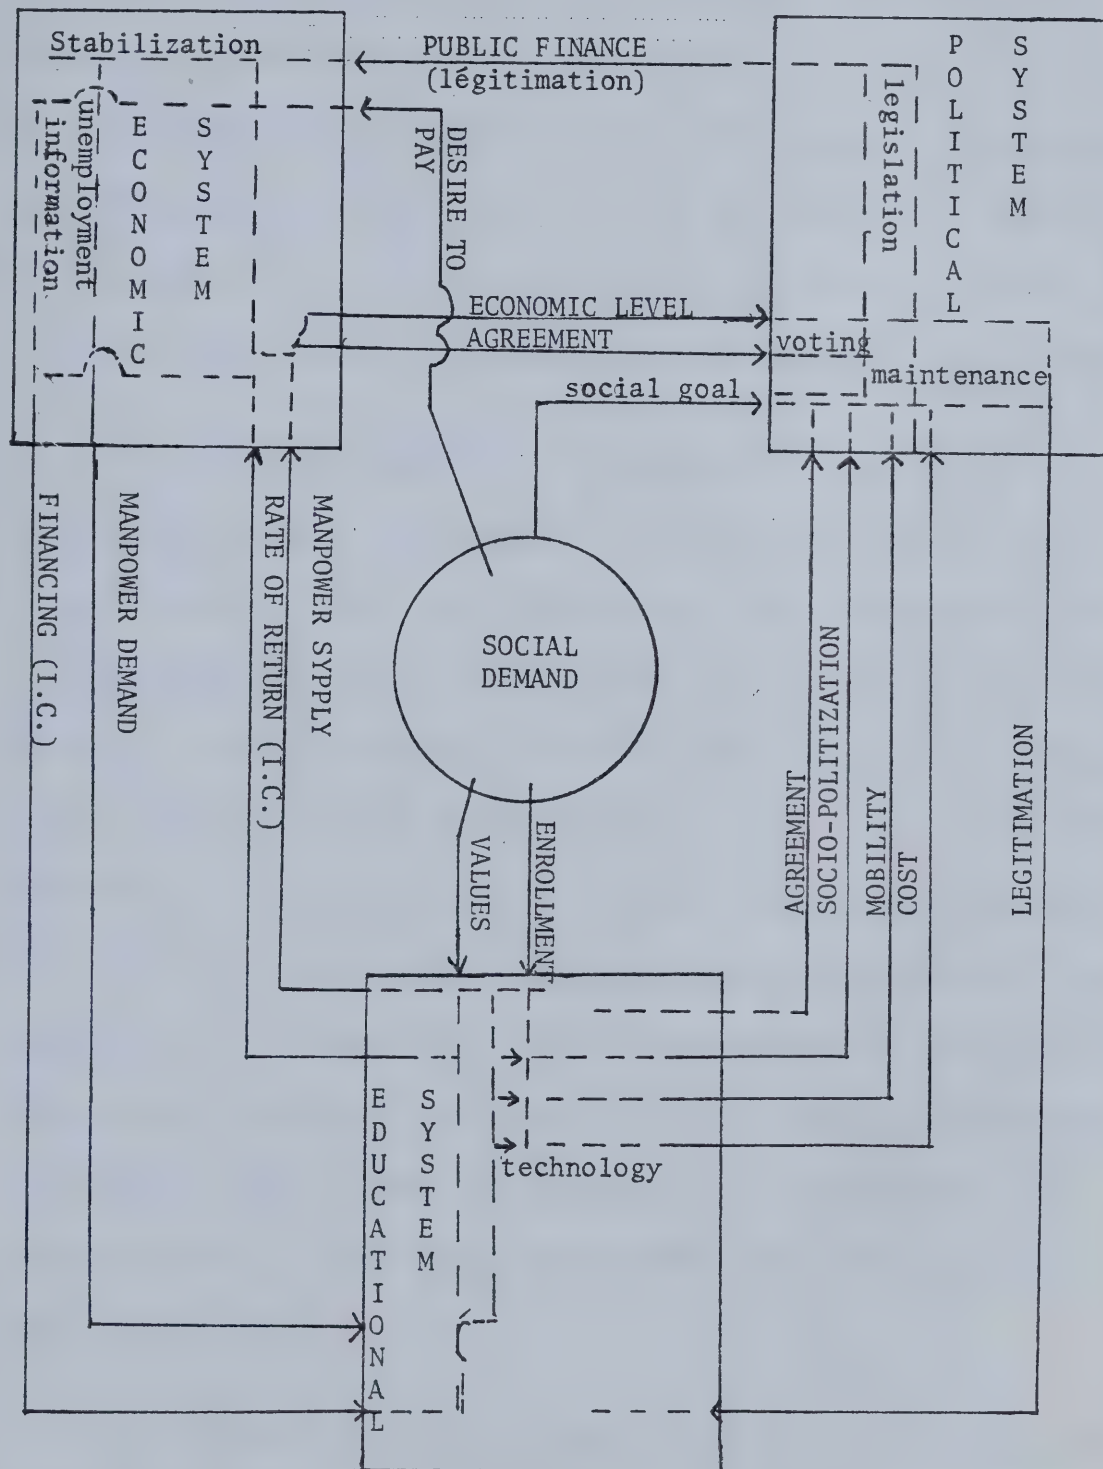 Stabilization
PUBLIC FINANCE
(légitimation)
POLITICAL
SYSTEM
legislation
unemployment
information
ECONOMIC
SYSTEM
DESIRE TO
PAY
ECONOMIC LEVEL
AGREEMENT
voting
maintenance
social goal
FINANCING (I.C.)
MANPOWER DEMAND
RATE OF RETURN (I.C.)
MANPOWER SYPPLY
SOCIAL
DEMAND
VALUES
ENROLLMENT
AGREEMENT
SOCIO-POLITIZATION
MOBILITY
COST
LEGITIMATION
EDUCATIONAL
SYSTEM
technology